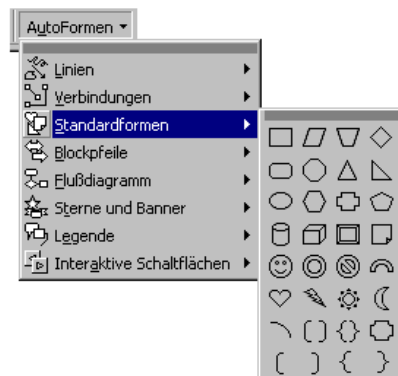 AutoFormen
Linien
Verbindungen
Standardformen
Blockpfeile
Flußdiagramm
Sterne und Banner
Legende
Interaktive Schaltflächen